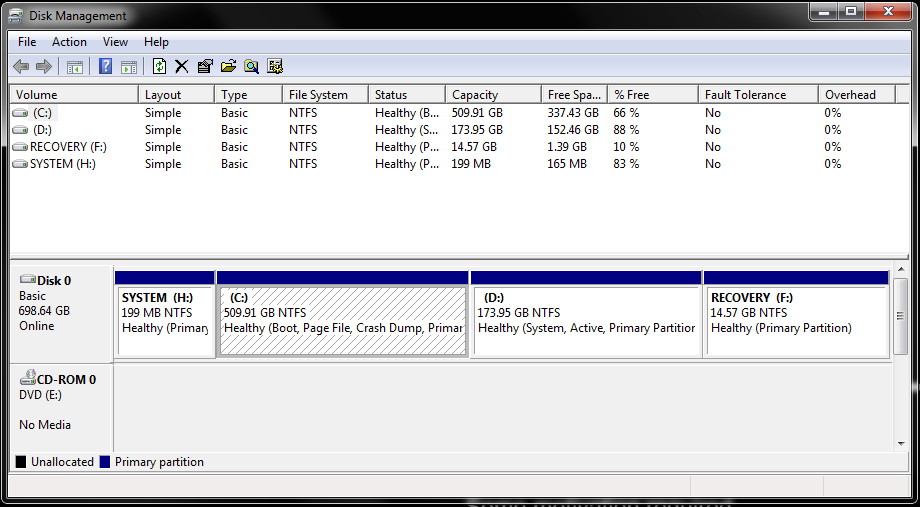 Disk Management
File Action View Help
Volume Layout Type File System Status Capacity Free Spa... % Free Fault Tolerance Overhead
(C:) Simple Basic NTFS Healthy (B... 509.91 GB 337.43 GB 66 % No 0%
(D:) Simple Basic NTFS Healthy (S... 173.95 GB 152.46 GB 88 % No 0%
RECOVERY (F:) Simple Basic NTFS Healthy (P... 14.57 GB 1.39 GB 10 % No 0%
SYSTEM (H:) Simple Basic NTFS Healthy (P... 199 MB 165 MB 83 % No 0%
Disk 0
Basic
698.64 GB
Online
SYSTEM (H:)
199 MB NTFS
Healthy (Primary
(C:)
509.91 GB NTFS
Healthy (Boot, Page File, Crash Dump, Primar
(D:)
173.95 GB NTFS
Healthy (System, Active, Primary Partition
RECOVERY (F:)
14.57 GB NTFS
Healthy (Primary Partition)
CD-ROM 0
DVD (E:)
No Media
Unallocated Primary partition